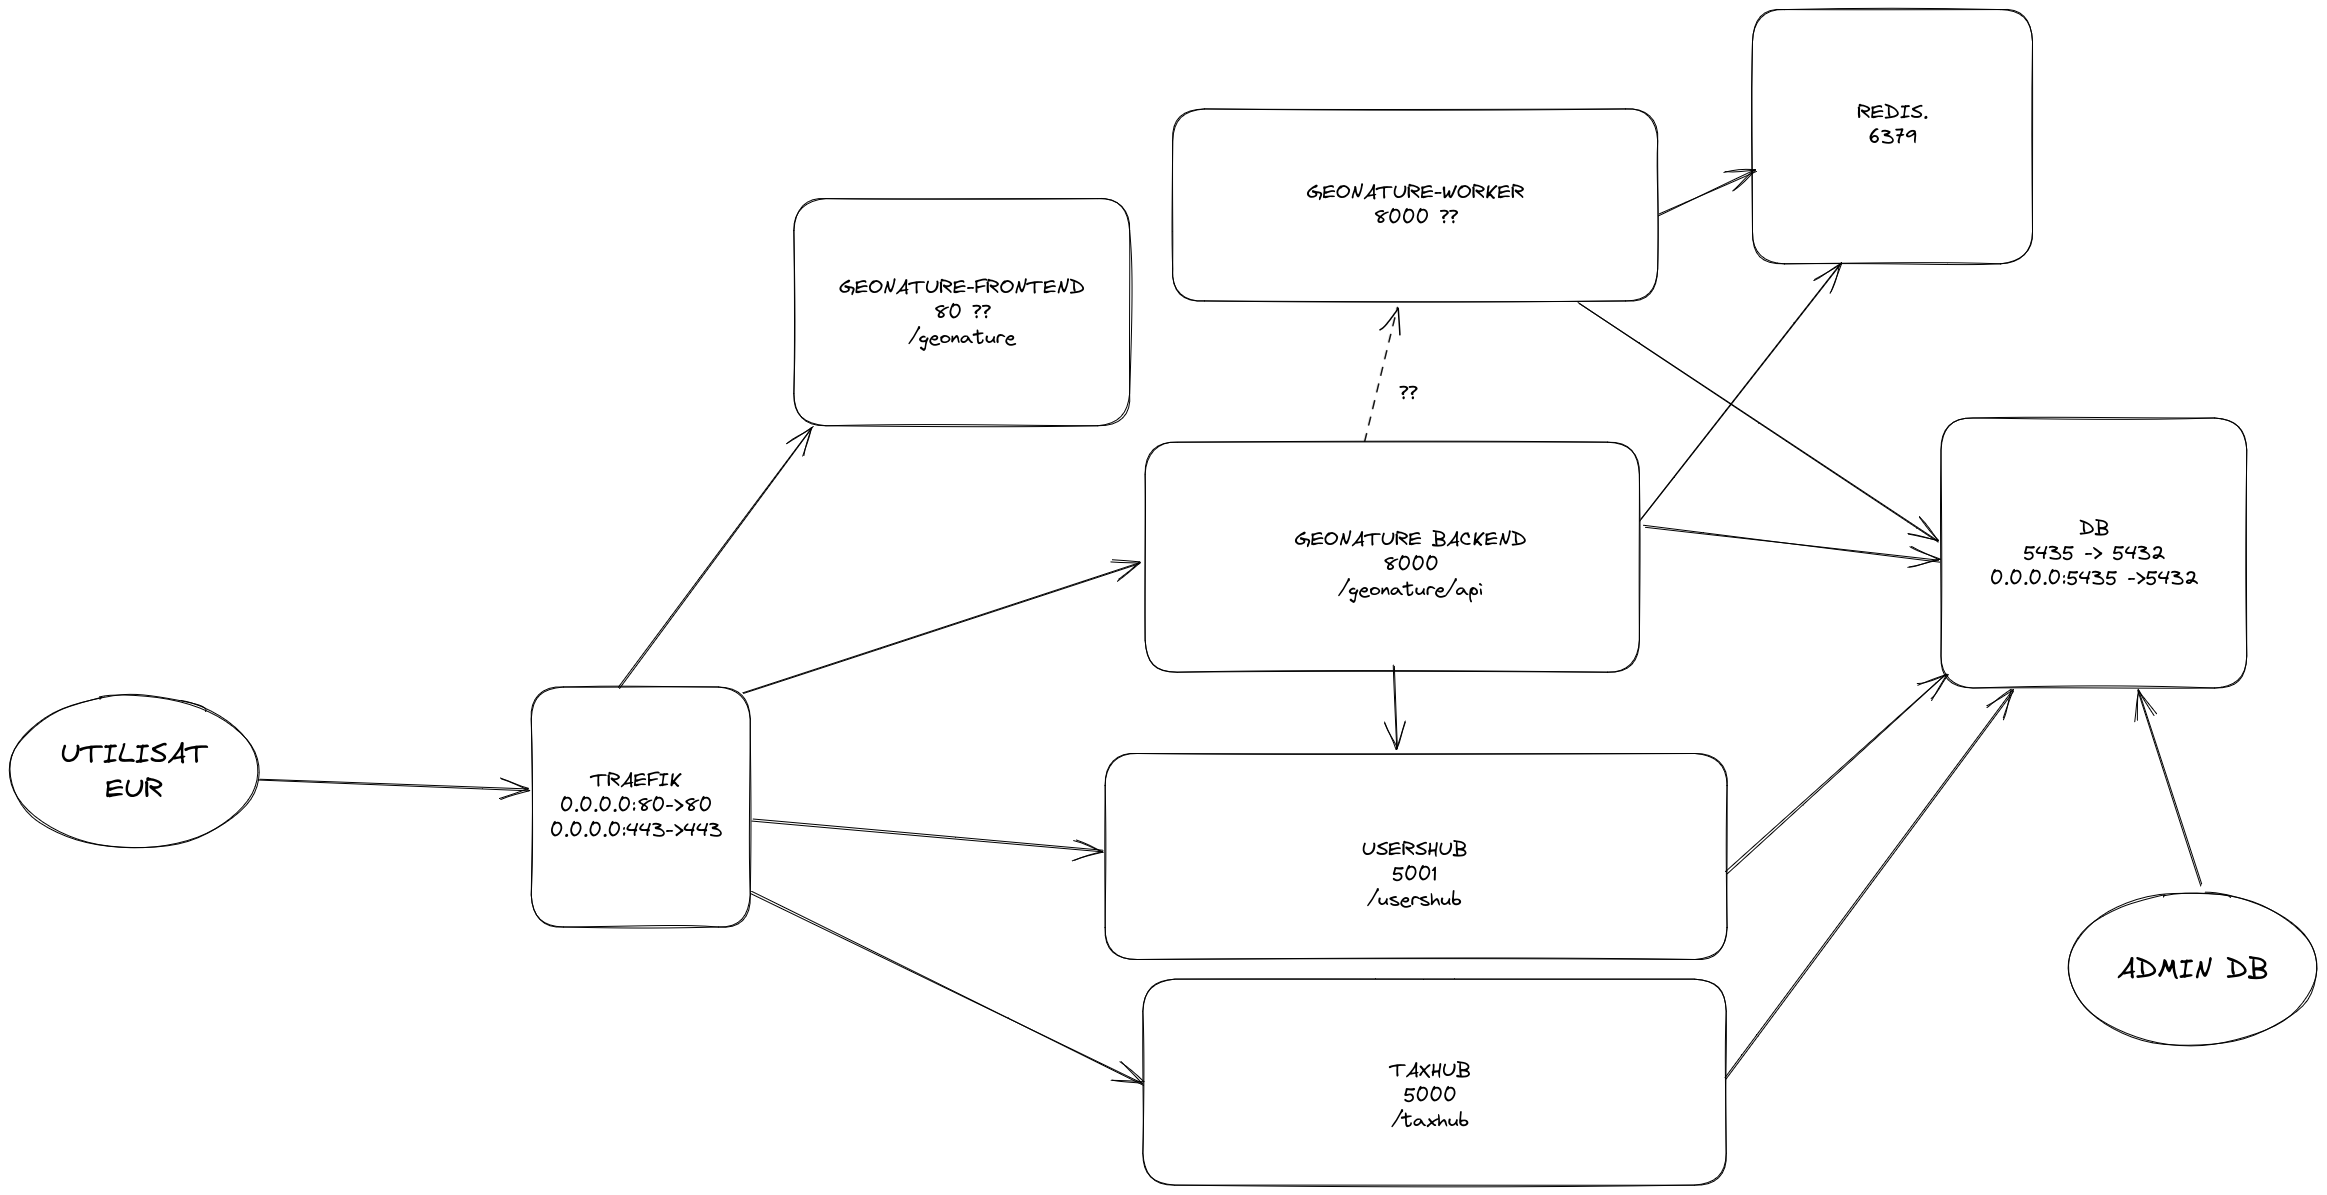 REDIS.
6379
GEONATURE-WORKER
8000 ??
GEONATURE-FRONTEND
80 ??
/geonature
??
GEONATURE BACKEND
8000
/geonature/api
DB
5435 -> 5432
0.0.0.0:5435 ->5432
UTILISAT
EUR
TRAEFIK
0.0.0.0:80->80
0.0.0.0:443->443
USERSHUB
5001
/usershub
ADMIN DB
TAXHUB
5000
/taxhub